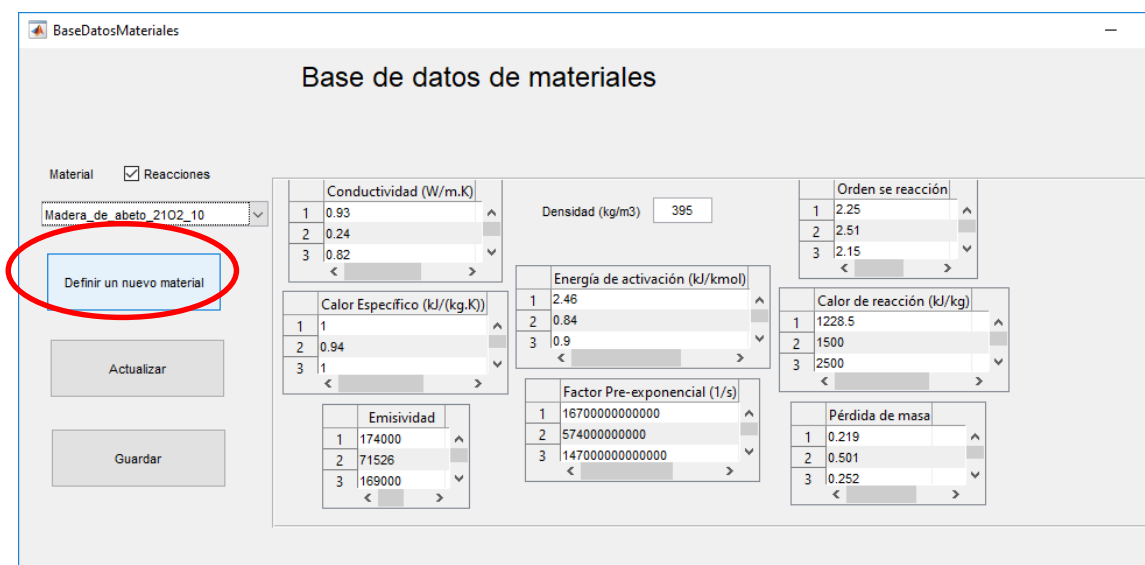 BaseDatosMateriales
Base de datos de materiales
Material
Reacciones
Madera_de_abeto_21O2_10
Definir un nuevo material
Actualizar
Guardar
Conductividad (W/m.K)
1 0.93
2 0.24
3 0.82
Calor Específico (kJ/(kg.K))
1 1
2 0.94
3 1
Emisividad
1 174000
2 71526
3 169000
Densidad (kg/m3) 395
Energía de activación (kJ/kmol)
1 2.46
2 0.84
3 0.9
Factor Pre-exponencial (1/s)
1 16700000000000
2 574000000000
3 147000000000000
Orden se reacción
1 2.25
2 2.51
3 2.15
Calor de reacción (kJ/kg)
1 1228.5
2 1500
3 2500
Pérdida de masa
1 0.219
2 0.501
3 0.252